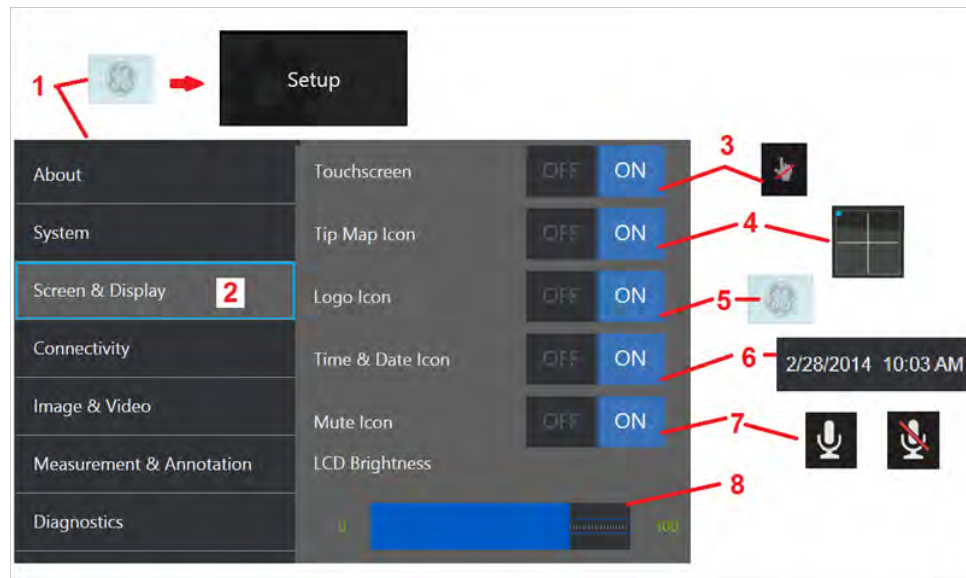 1
Setup
About
Touchscreen OFF ON 3
System
Tip Map Icon OFF ON 4
Screen & Display 2
Logo Icon OFF ON 5
Connectivity
Time & Date Icon OFF ON 6 2/28/2014 10:03 AM
Image & Video
Mute Icon OFF ON 7
Measurement & Annotation
LCD Brightness
8
Diagnostics
0 100